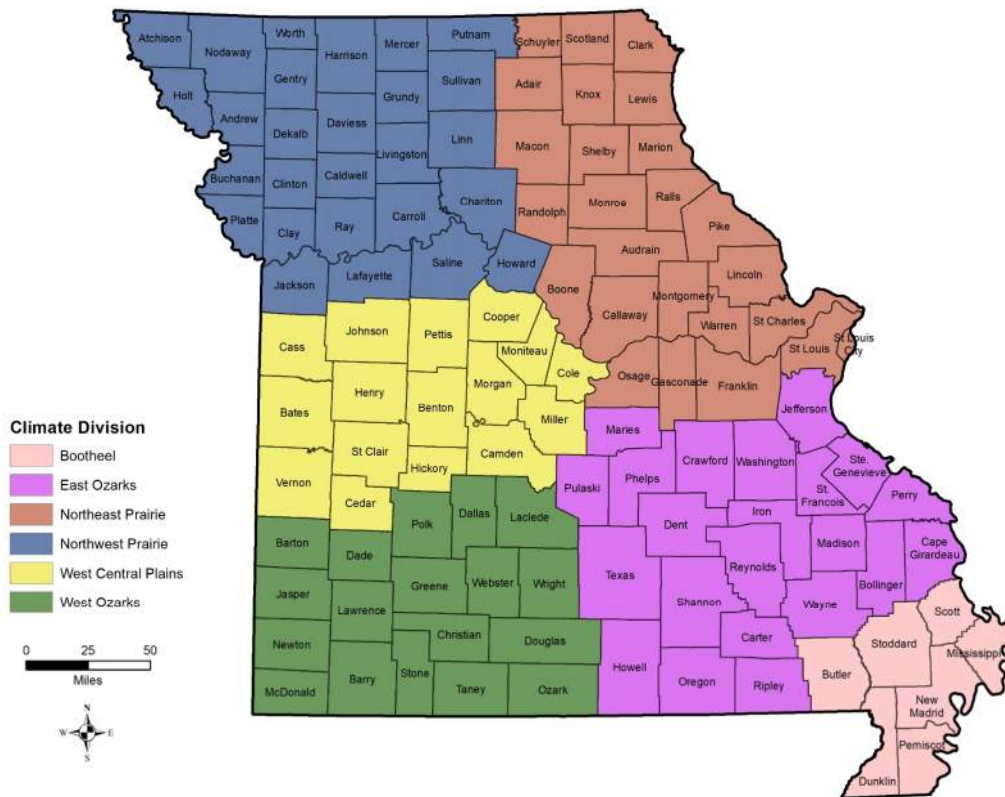 Atchison
Nodaway
Worth
Harrison
Mercer
Putnam
Schuyler
Scotland
Clark
Gentry
Sullivan
Adair
Knox
Lewis
Holt
Grundy
Andrew
Dekalb
Daviess
Linn
Macon
Shelby
Marion
Livingston
Buchanan
Clinton
Caldwell
Chariton
Randolph
Monroe
Ralls
Platte
Clay
Ray
Carroll
Pike
Audrain
Saline
Howard
Jackson
Lafayette
Boone
Lincoln
Callaway
Montgomery
Warren
St Charles
St Louis
St Louis
City
Cooper
Johnson
Pettis
Cass
Moniteau
Cole
Osage
Gasconade
Franklin
Morgan
Henry
Benton
Bates
Miller
Jefferson
Maries
St Clair
Hickory
Camden
Crawford
Washington
Ste.
Genevieve
Vernon
Cedar
Pulaski
Phelps
St.
Francois
Perry
Polk
Dallas
Laclede
Dent
Iron
Madison
Cape
Girardeau
Barton
Dade
Texas
Reynolds
Bollinger
Jasper
Greene
Webster
Wright
Shannon
Wayne
Scott
Lawrence
Christian
Douglas
Carter
Stoddard
Mississippi
Newton
Howell
Butler
McDonald
Barry
Stone
Taney
Ozark
Oregon
Ripley
New
Madrid
Pemiscot
Dunklin
Climate Division
Bootheel
East Ozarks
Northeast Prairie
Northwest Prairie
West Central Plains
West Ozarks
0 25 50
Miles
N
W E
S